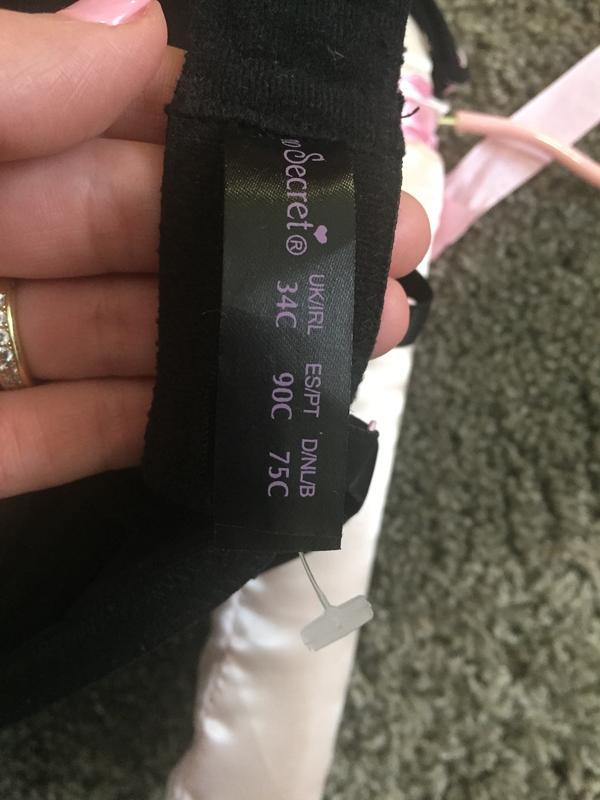 Secret®
UK/IRL ES/PT D/NL/B
34C 90C 75C